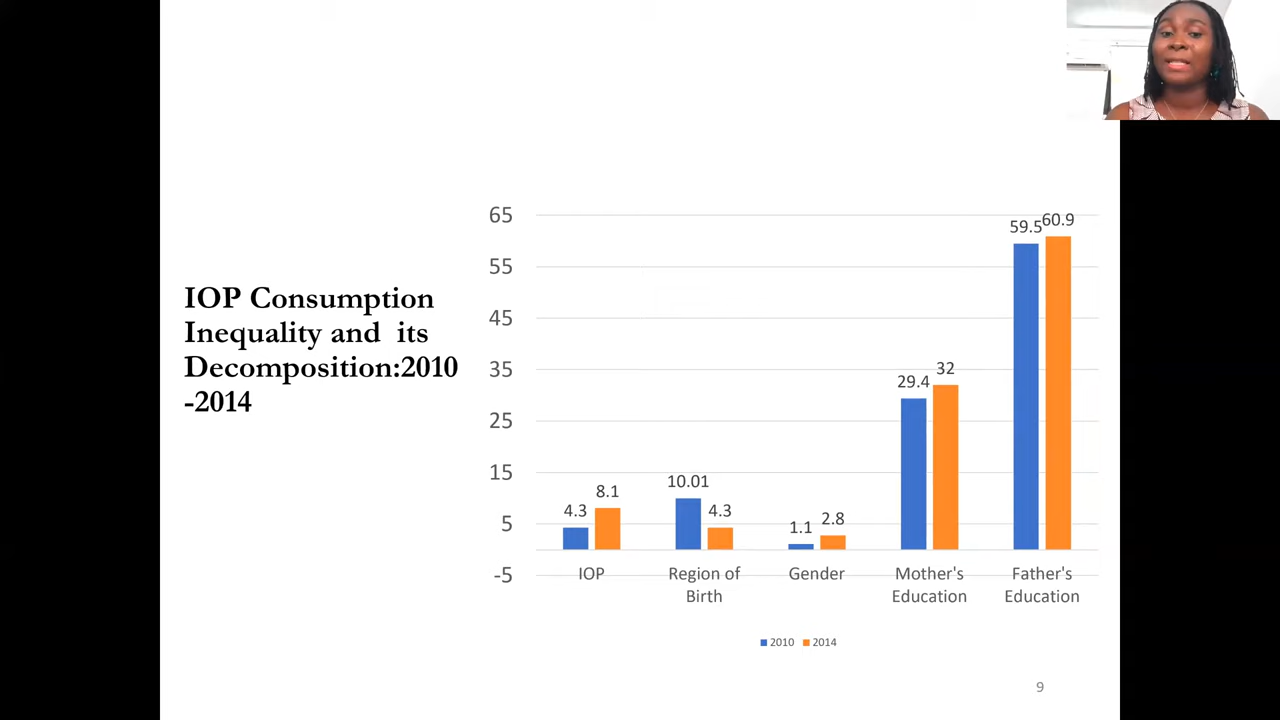 IOP Consumption
Inequality and its
Decomposition:2010
-2014
65
55
45
35
25
15
5
-5
4.3
8.1
10.01
4.3
1.1
2.8
29.4
32
59.5
60.9
IOP
Region of
Birth
Gender
Mother's
Education
Father's
Education
2010
2014
9